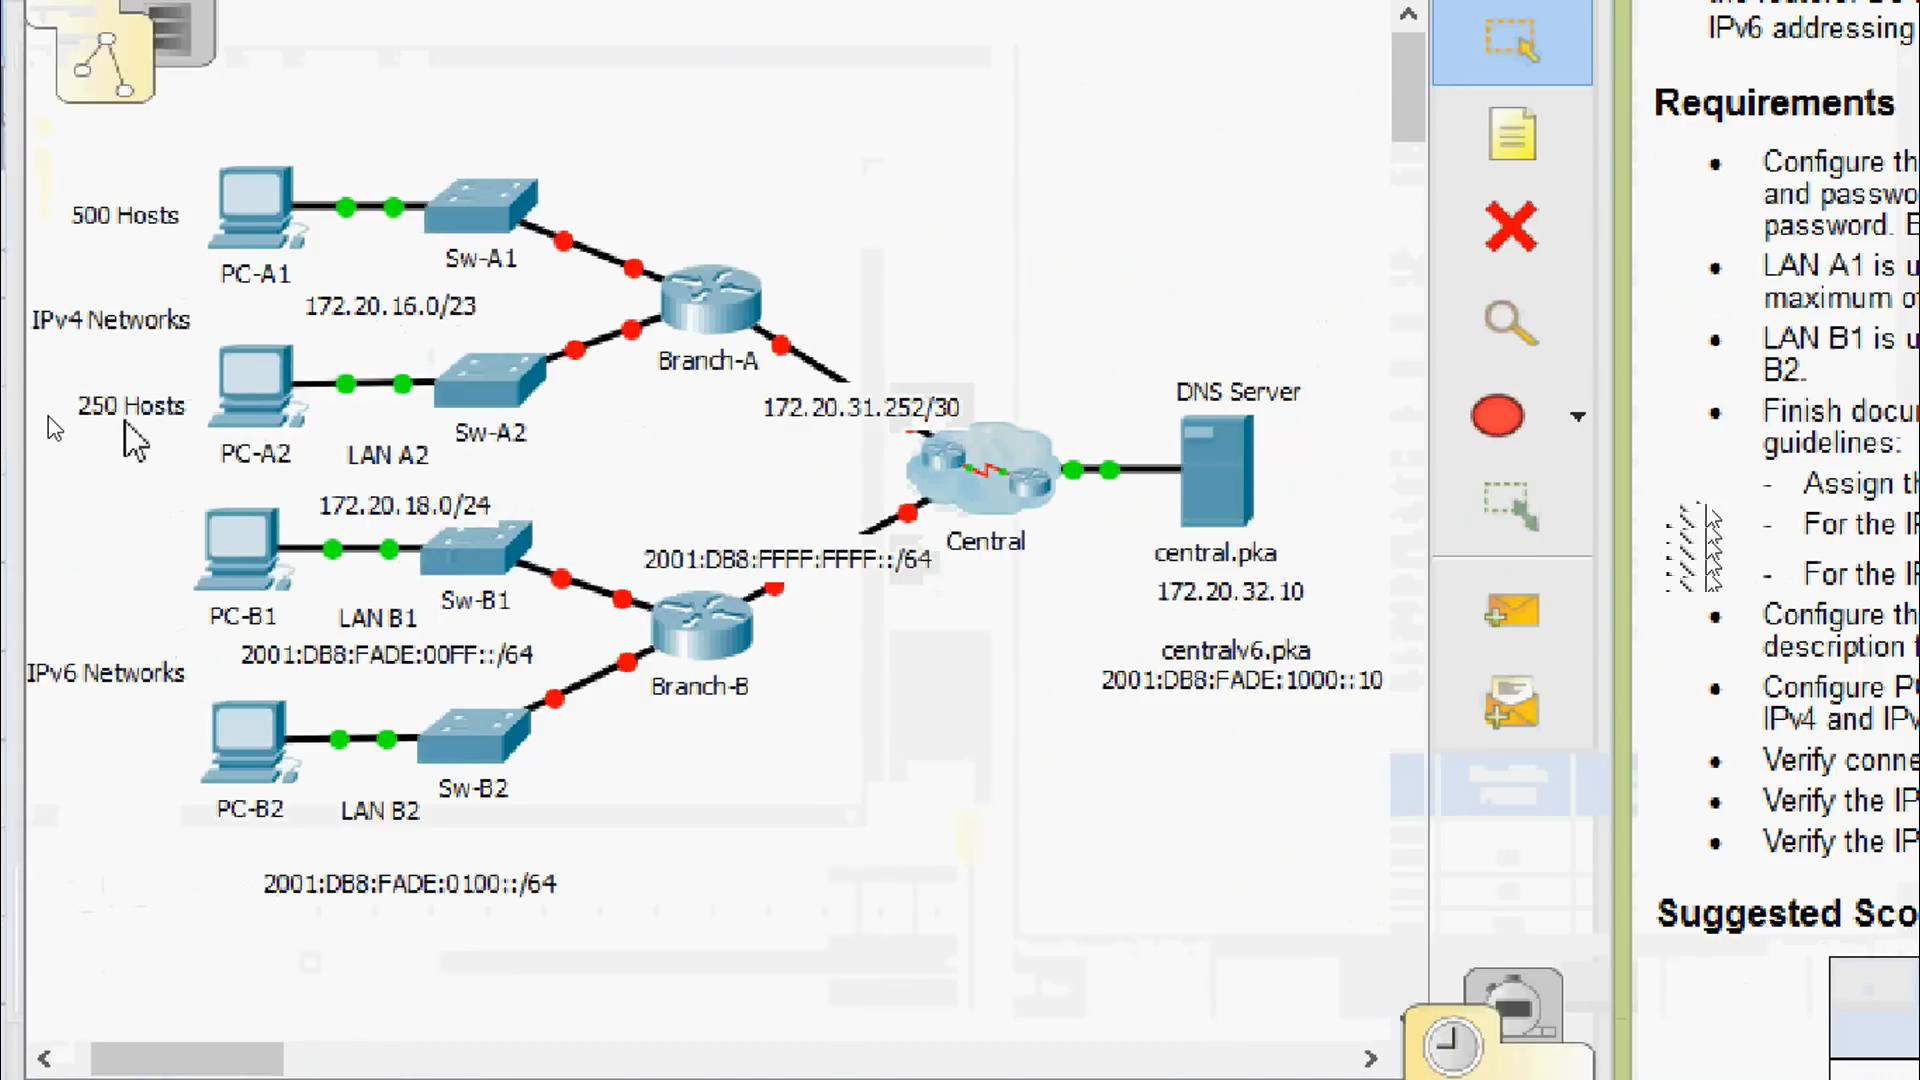 500 Hosts
PC-A1
Sw-A1
172.20.16.0/23
IPv4 Networks
Branch-A
250 Hosts
PC-A2
LAN A2
Sw-A2
172.20.31.252/30
DNS Server
172.20.18.0/24
Central
central.pka
172.20.32.10
2001:DB8:FFFF:FFFF::/64
PC-B1
LAN B1
Sw-B1
2001:DB8:FADE:00FF::/64
centralv6.pka
2001:DB8:FADE:1000::10
IPv6 Networks
Branch-B
PC-B2
LAN B2
Sw-B2
2001:DB8:FADE:0100::/64
IPv6 addressing
Requirements
Configure th
and passwo
password. E
LAN A1 is u
maximum of
LAN B1 is u
B2.
Finish docu
guidelines:
- Assign th
- For the IP
- For the IP
Configure th
description f
Configure P
IPv4 and IPv
Verify conne
Verify the IP
Verify the IP
Suggested Sco